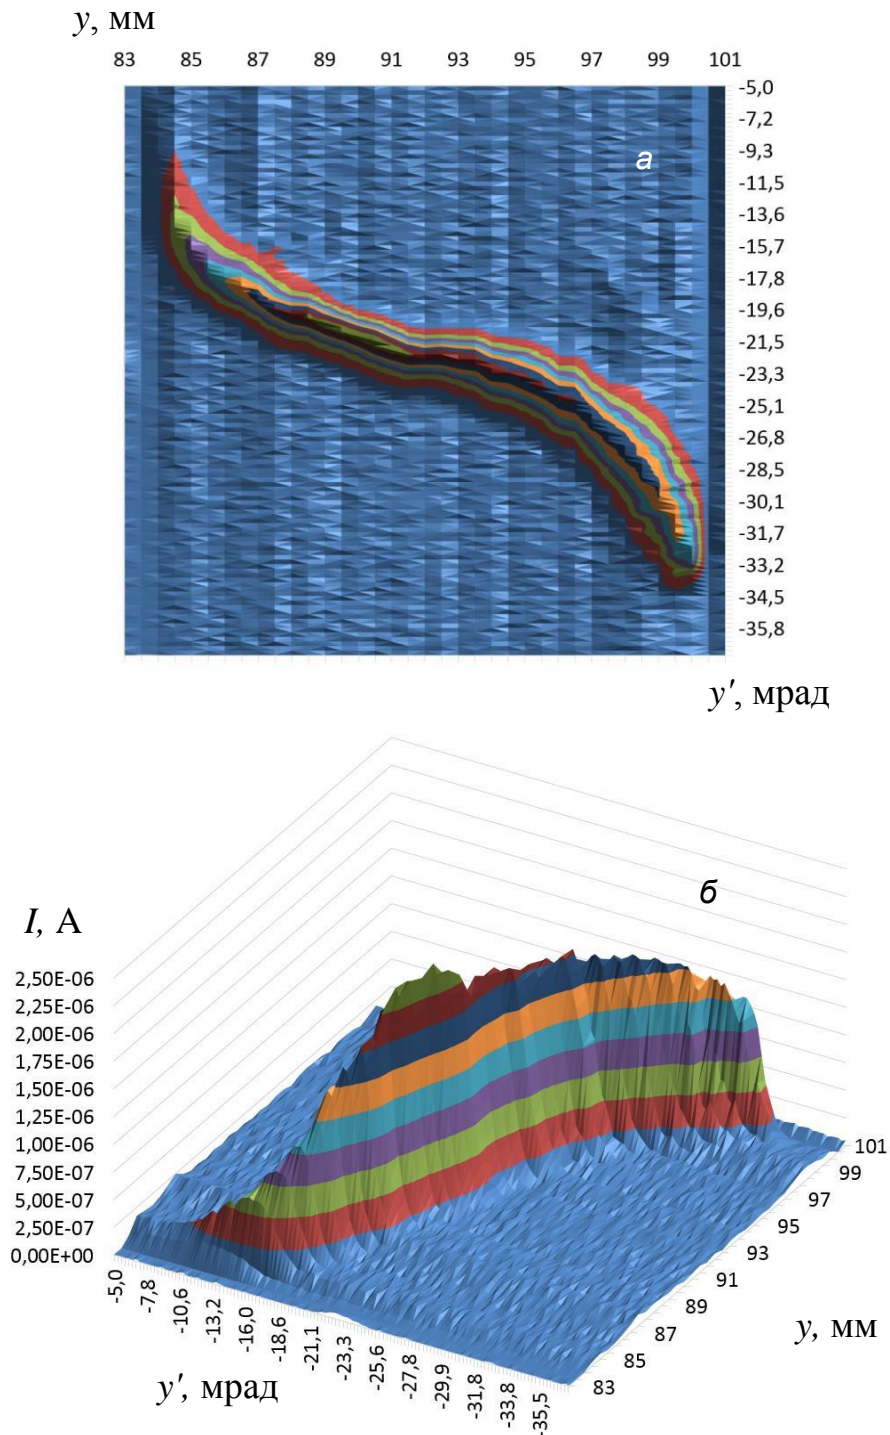 y, мм
83 85 87 89 91 93 95 97 99 101
-5,0
-7,2
-9,3
а
-11,5
-13,6
-15,7
-17,8
-19,6
-21,5
-23,3
-25,1
-26,8
-28,5
-30,1
-31,7
-33,2
-34,5
-35,8
y′, мрад
б
I, А
2,50E-06
2,25E-06
2,00E-06
1,75E-06
1,50E-06
1,25E-06
1,00E-06
7,50E-07
5,00E-07
2,50E-07
0,00E+00
101
99
97
95
93
91
89
87
85
83
y, мм
-5,0
-7,8
-10,6
-13,2
-16,0
-18,6
-21,1
-23,3
-25,6
-27,8
-29,9
-31,8
-33,8
-35,5
y′, мрад